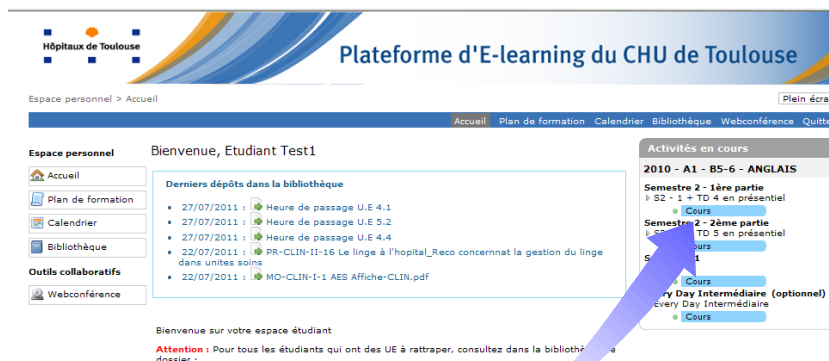 Hôpitaux de Toulouse
Plateforme d'E-learning du CHU de Toulouse
Espace personnel > Accueil
Plein écra
Accueil Plan de formation Calendrier Bibliothèque Webconférence Quitte
Espace personnel
Accueil
Plan de formation
Calendrier
Bibliothèque
Outils collaboratifs
Webconférence
Bienvenue, Etudiant Test1
Derniers dépôts dans la bibliothèque
27/07/2011 : Heure de passage U.E 4.1
27/07/2011 : Heure de passage U.E 5.2
27/07/2011 : Heure de passage U.E 4.4
22/07/2011 : PR-CLIN-II-16 Le linge à l'hopital_Reco concernnat la gestion du linge
dans unites soins
22/07/2011 : MO-CLIN-I-1 AES Affiche-CLIN.pdf
Bienvenue sur votre espace étudiant
Attention : Pour tous les étudiants qui ont des UE à rattraper, consultez dans la
dossier :
Activités en cours
2010 - A1 - B5-6 - ANGLAIS
Semestre 2 - 1ère partie
S2 - 1 + TD 4 en présentiel
Cours
Semestre 2 - 2ème partie
TD 5 en présentiel
Cours
Day Intermédiaire (optionnel)
Every Day Intermédiaire
Cours